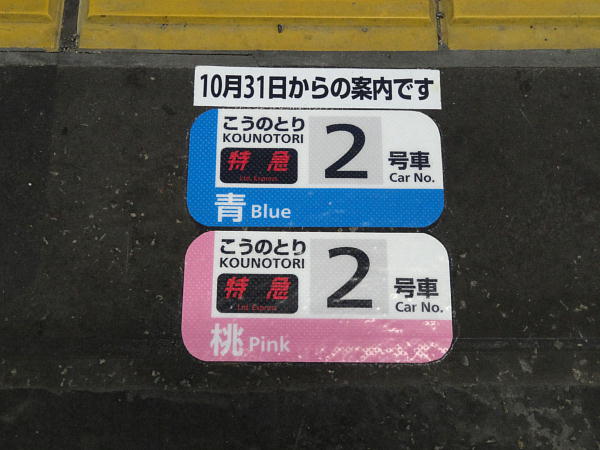 10月31日からの案内です
こうのとり
KOUNOTORI
特急
Ltd. Express
2
号車
Car No.
青 Blue
こうのとり
KOUNOTORI
特急
Ltd. Express
2
号車
Car No.
桃 Pink